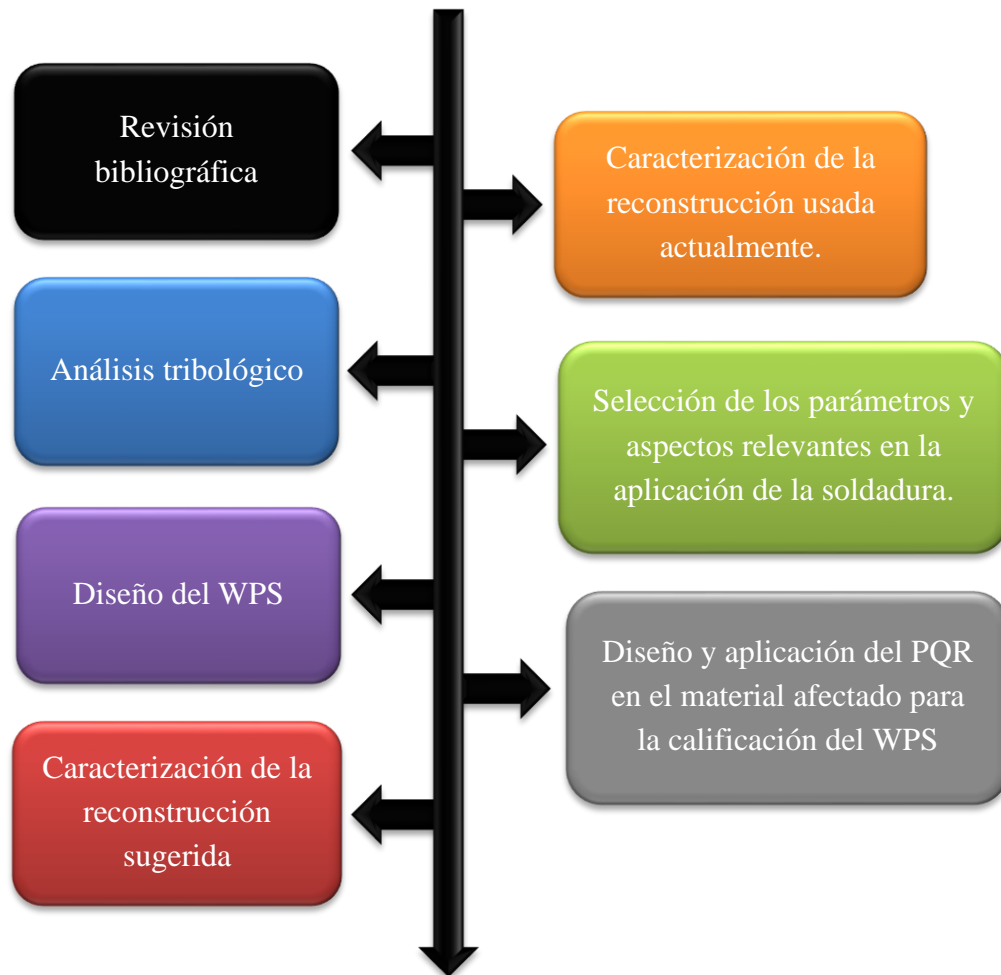 Revisión
bibliográfica
Caracterización de la
reconstrucción usada
actualmente.
Análisis tribológico
Selección de los parámetros y
aspectos relevantes en la
aplicación de la soldadura.
Diseño del WPS
Diseño y aplicación del PQR
en el material afectado para
la calificación del WPS
Caracterización de la
reconstrucción
sugerida